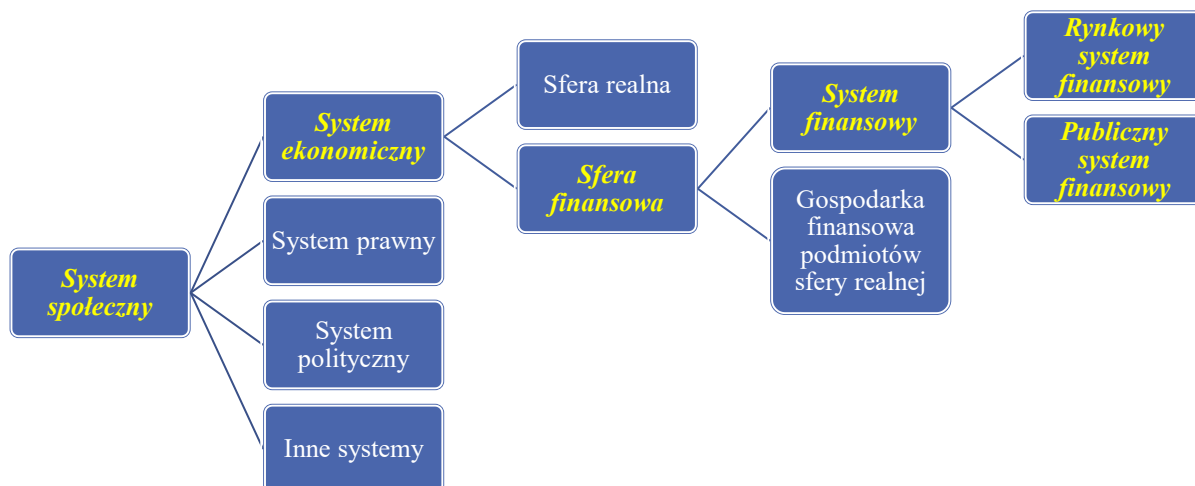 System
społeczny
System
ekonomiczny
System prawny
System
polityczny
Inne systemy
Sfera realna
Sfera
finansowa
System
finansowy
Gospodarka
finansowa
podmiotów
sfery realnej
Rynkowy
system
finansowy
Publiczny
system
finansowy